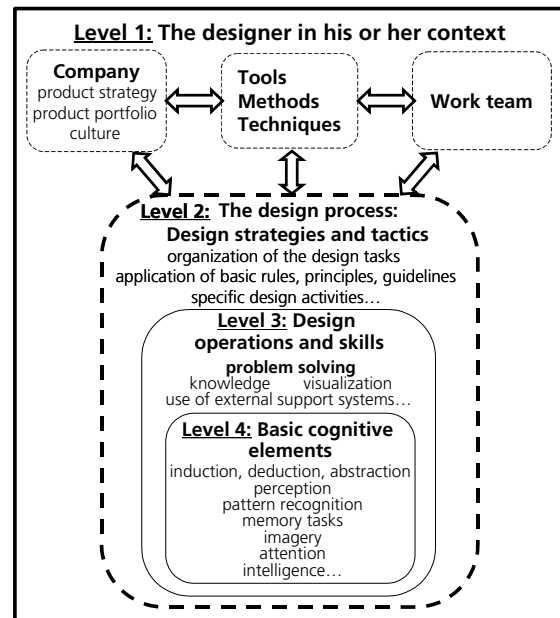 Level 1: The designer in his or her context
Company
product strategy
product portfolio
culture
Tools
Methods
Techniques
Work team
Level 2: The design process:
Design strategies and tactics
organization of the design tasks
application of basic rules, principles, guidelines
specific design activities…
Level 3: Design
operations and skills
problem solving
knowledge visualization
use of external support systems…
Level 4: Basic cognitive
elements
induction, deduction, abstraction
perception
pattern recognition
memory tasks
imagery
attention
intelligence…